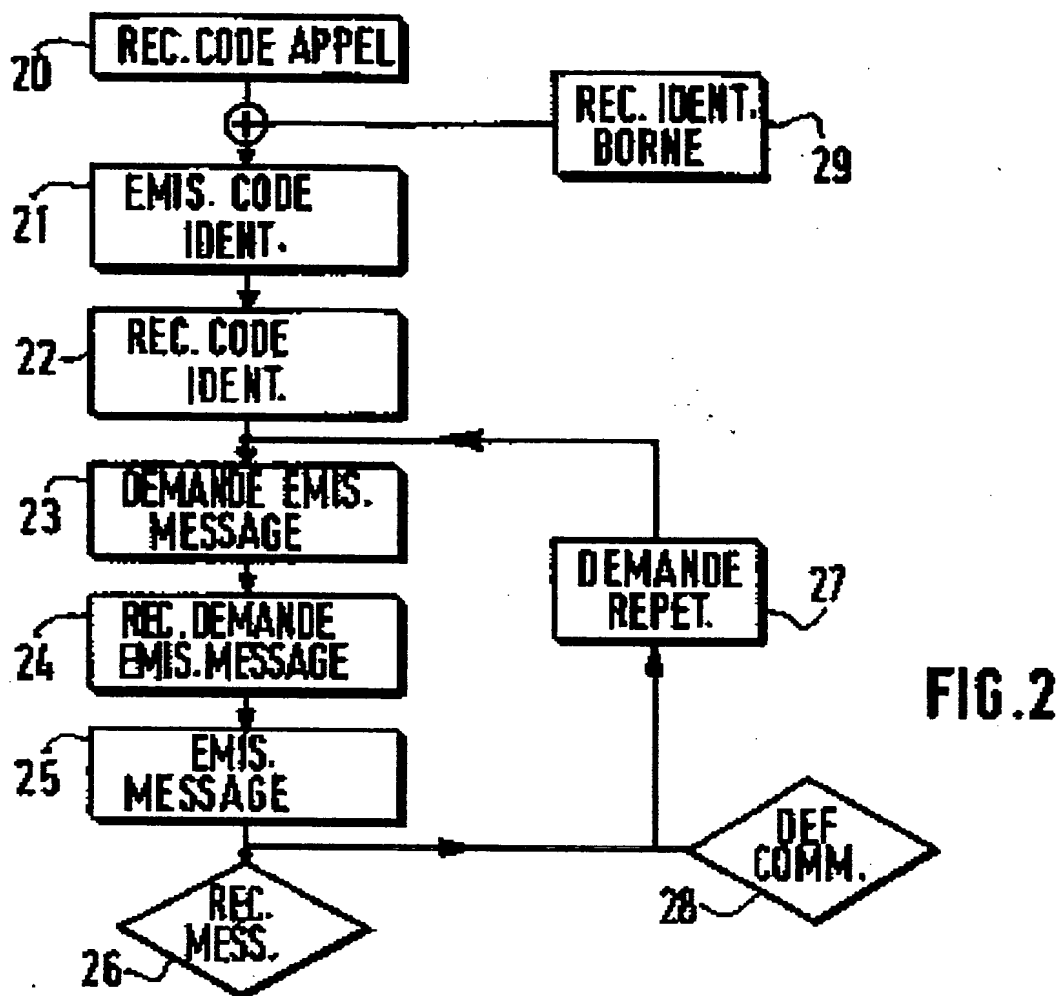 20
REC. CODE APPEL
REC. IDENT.
BORNE
29
21
EMIS. CODE
IDENT.
22
REC. CODE
IDENT.
23
DEMANDE EMIS.
MESSAGE
24
REC. DEMANDE
EMIS. MESSAGE
DEMANDE
REPET.
27
FIG.2
25
EMIS.
MESSAGE
DEF
COMM.
28
REC.
MESS.
26